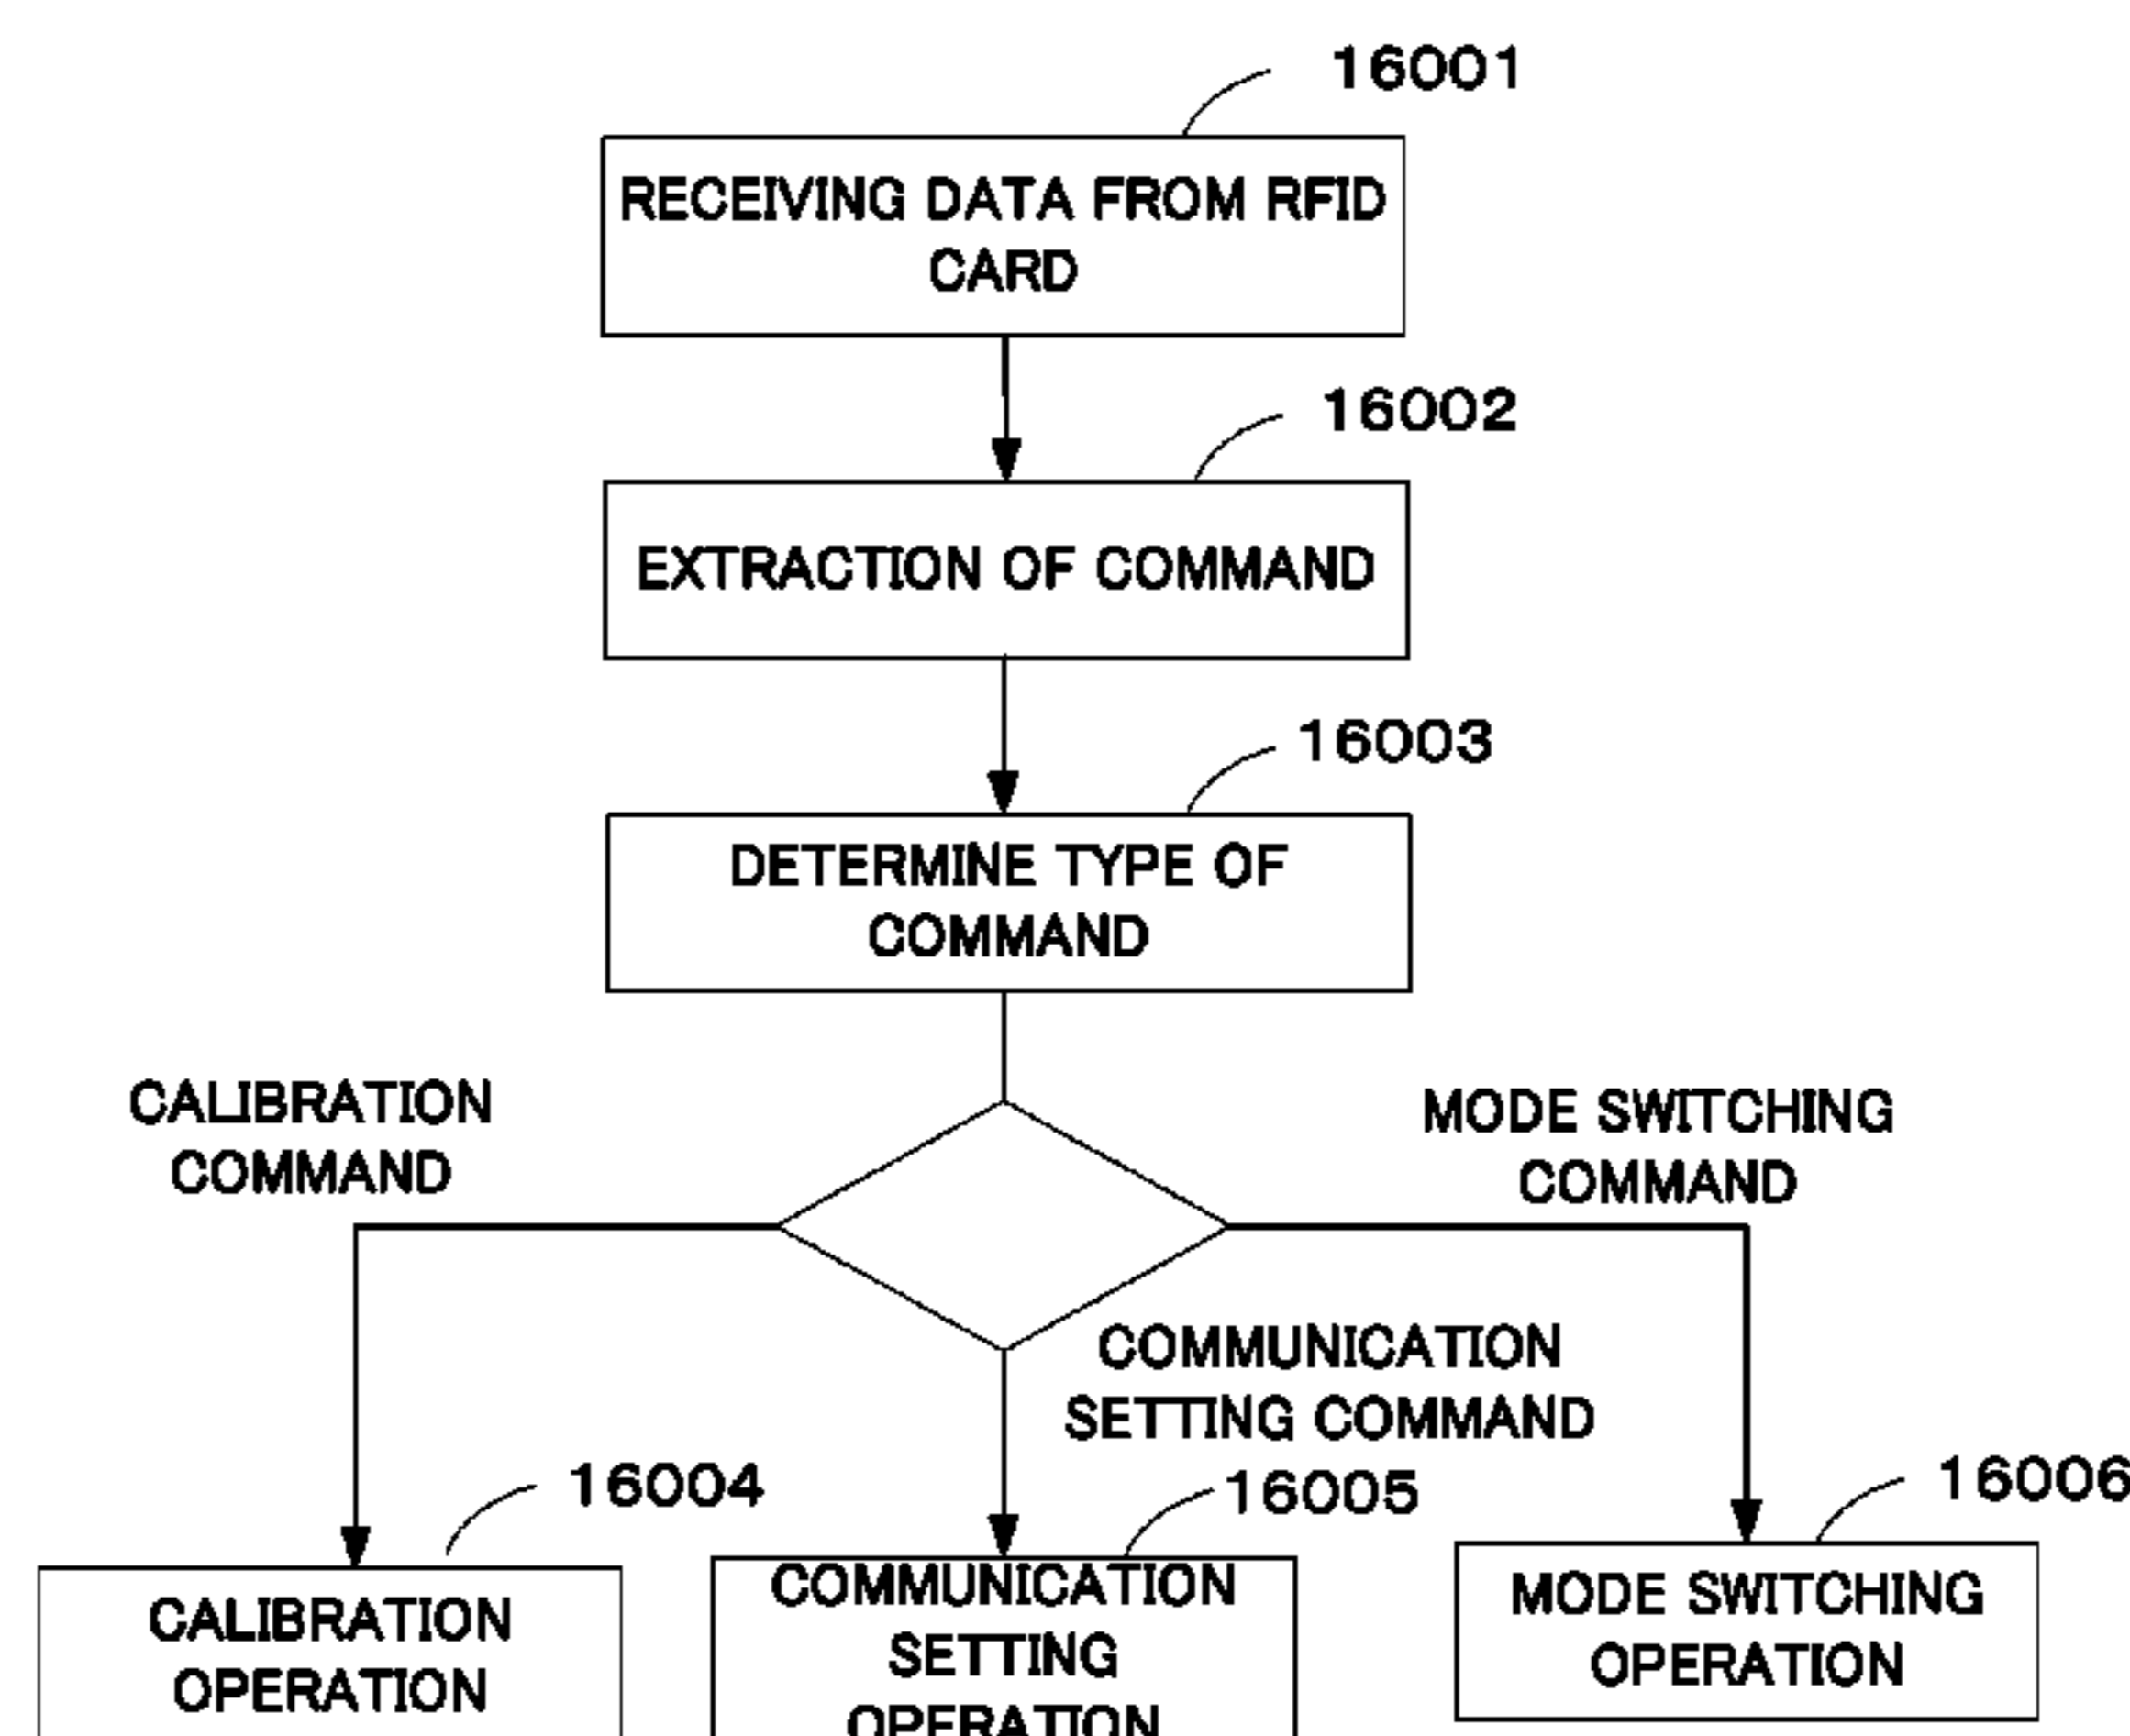 16001
RECEIVING DATA FROM RFID
CARD
16002
EXTRACTION OF COMMAND
16003
DETERMINE TYPE OF
COMMAND
CALIBRATION
COMMAND
MODE SWITCHING
COMMAND
COMMUNICATION
SETTING COMMAND
16004
16005
16006
CALIBRATION
OPERATION
COMMUNICATION
SETTING
OPERATION
MODE SWITCHING
OPERATION